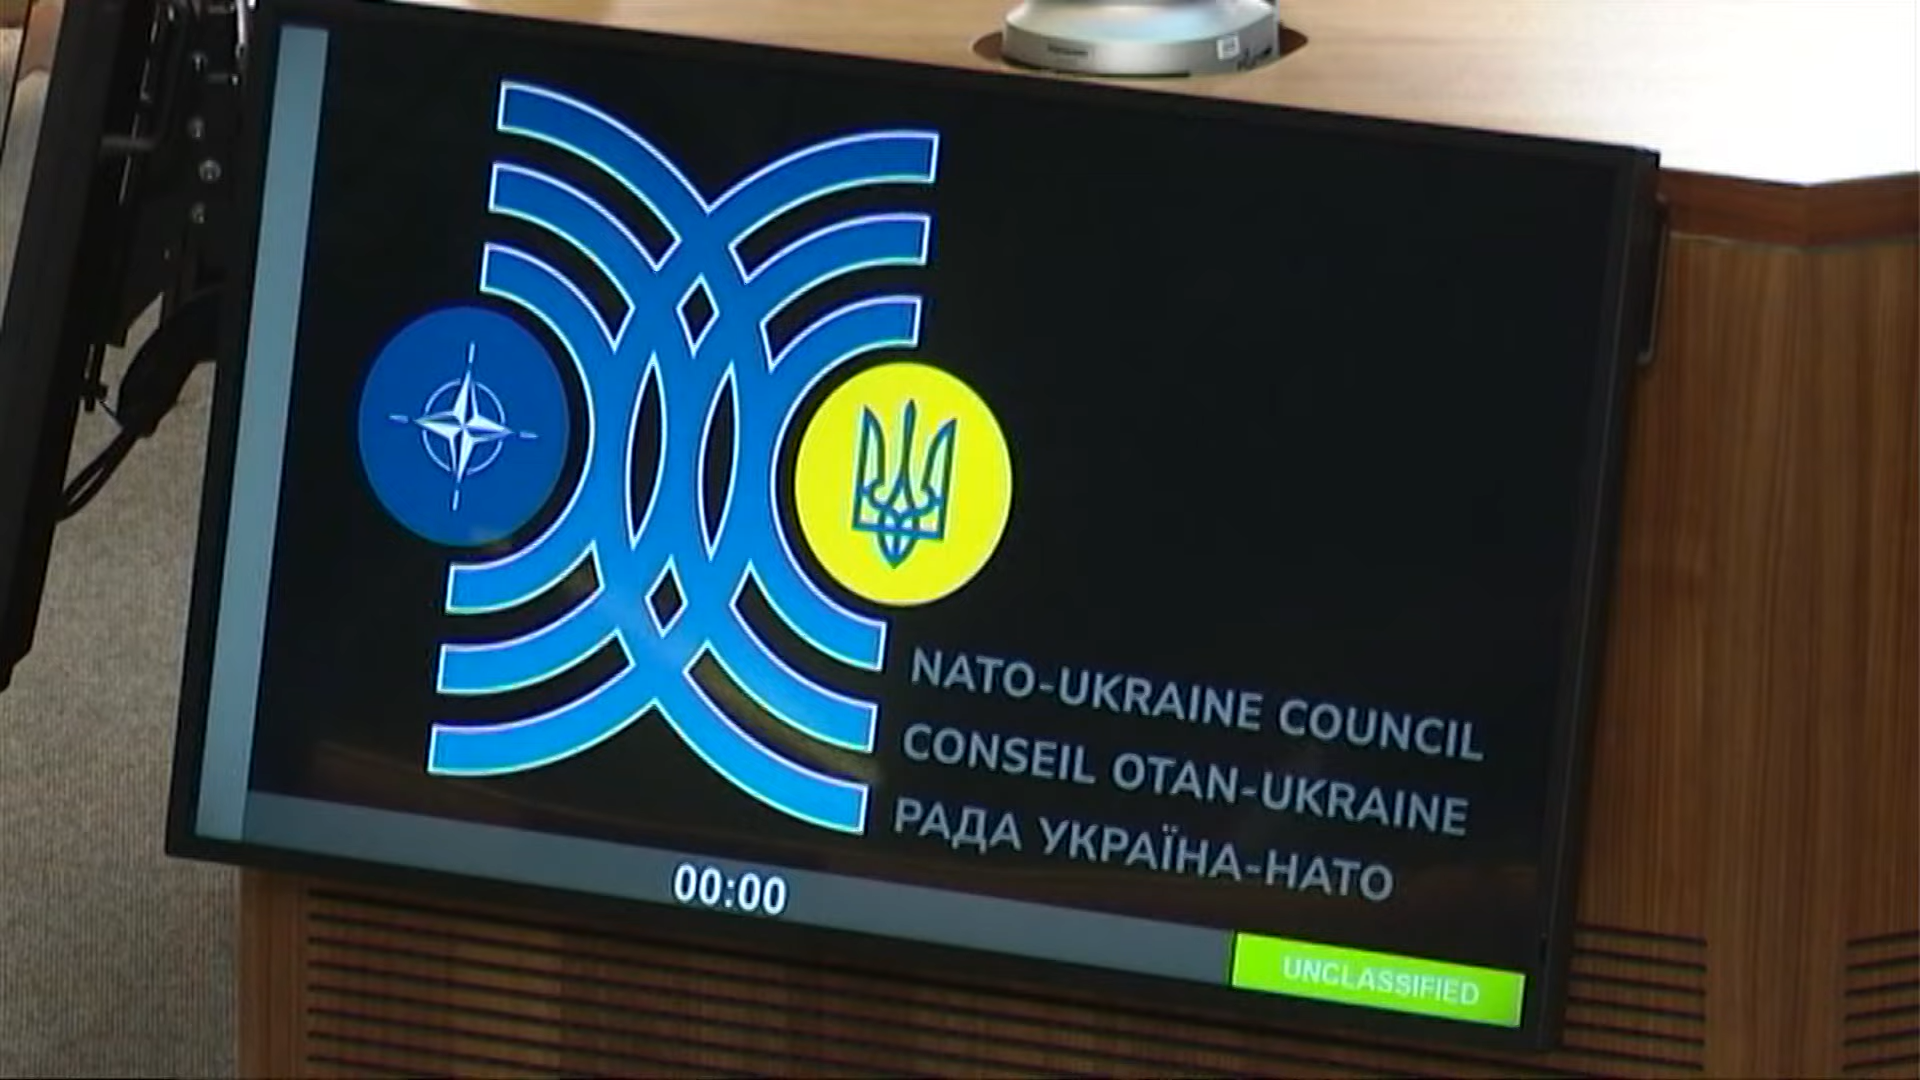 NATO-UKRAINE COUNCIL
CONSEIL OTAN-UKRAINE
РАДА УКРАЇНА-НАТО
00:00
UNCLASSIFIED